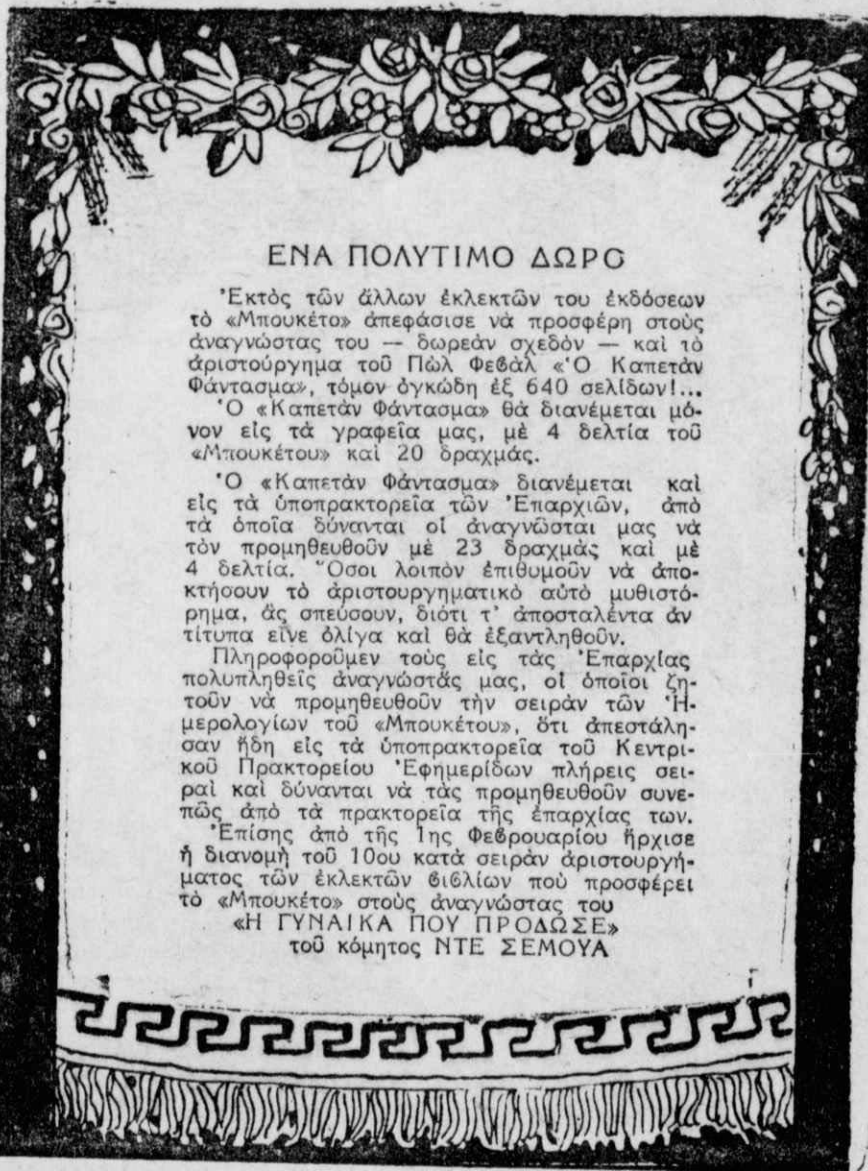 ΕΝΑ ΠΟΛΥΤΙΜΟ ΔΩΡΟ
Ἐκτὸς τῶν ἄλλων ἐκλεκτῶν του ἐκδόσεων
τὸ «Μπουκέτο» ἀπεφάσισε νὰ προσφέρη στοὺς
ἀναγνώστας του — δωρεὰν σχεδὸν — καὶ τὸ
ἀριστούργημα τοῦ Πὼλ Φεβὰλ «Ὁ Καπετὰν
Φάντασμα», τόμον ὀγκώδη ἐξ 640 σελίδων!...
Ὁ «Καπετὰν Φάντασμα» θὰ διανέμεται μό-
νον εἰς τὰ γραφεῖα μας, μὲ 4 δελτία τοῦ
«Μπουκέτου» καὶ 20 δραχμάς.
Ὁ «Καπετὰν Φάντασμα» διανέμεται καὶ
εἰς τὰ ὑποπρακτορεῖα τῶν Ἐπαρχιῶν, ἀπὸ
τὰ ὁποῖα δύνανται οἱ ἀναγνῶσται μας νὰ
τὸν προμηθευθοῦν μὲ 23 δραχμὰς καὶ μὲ
4 δελτία. Ὅσοι λοιπὸν ἐπιθυμοῦν νὰ ἀπο-
κτήσουν τὸ ἀριστουργηματικὸ αὐτὸ μυθιστό-
ρημα, ἂς σπεύσουν, διότι τ' ἀποσταλέντα ἀν
τίτυπα εἶνε ὀλίγα καὶ θὰ ἐξαντληθοῦν.
Πληροφοροῦμεν τοὺς εἰς τὰς Ἐπαρχίας
πολυπληθεῖς ἀναγνώστας μας, οἱ ὁποῖοι ζη-
τοῦν νὰ προμηθευθοῦν τὴν σειρὰν τῶν Ἡ-
μερολογίων τοῦ «Μπουκέτου», ὅτι ἀπεστάλη-
σαν ἤδη εἰς τὰ ὑποπρακτορεῖα τοῦ Κεντρι-
κοῦ Πρακτορείου Ἐφημερίδων πλήρεις σει-
ραὶ καὶ δύνανται νὰ τὰς προμηθευθοῦν συνε-
πῶς ἀπὸ τὰ πρακτορεῖα τῆς ἐπαρχίας των.
Ἐπίσης ἀπὸ τῆς 1ης Φεβρουαρίου ἤρχισε
ἡ διανομὴ τοῦ 10ου κατὰ σειρὰν ἀριστουργή-
ματος τῶν ἐκλεκτῶν βιβλίων ποὺ προσφέρει
τὸ «Μπουκέτο» στοὺς ἀναγνώστας του
«Η ΓΥΝΑΙΚΑ ΠΟΥ ΠΡΟΔΩΣΕ»
τοῦ κόμητος ΝΤΕ ΣΕΜΟΥΑ